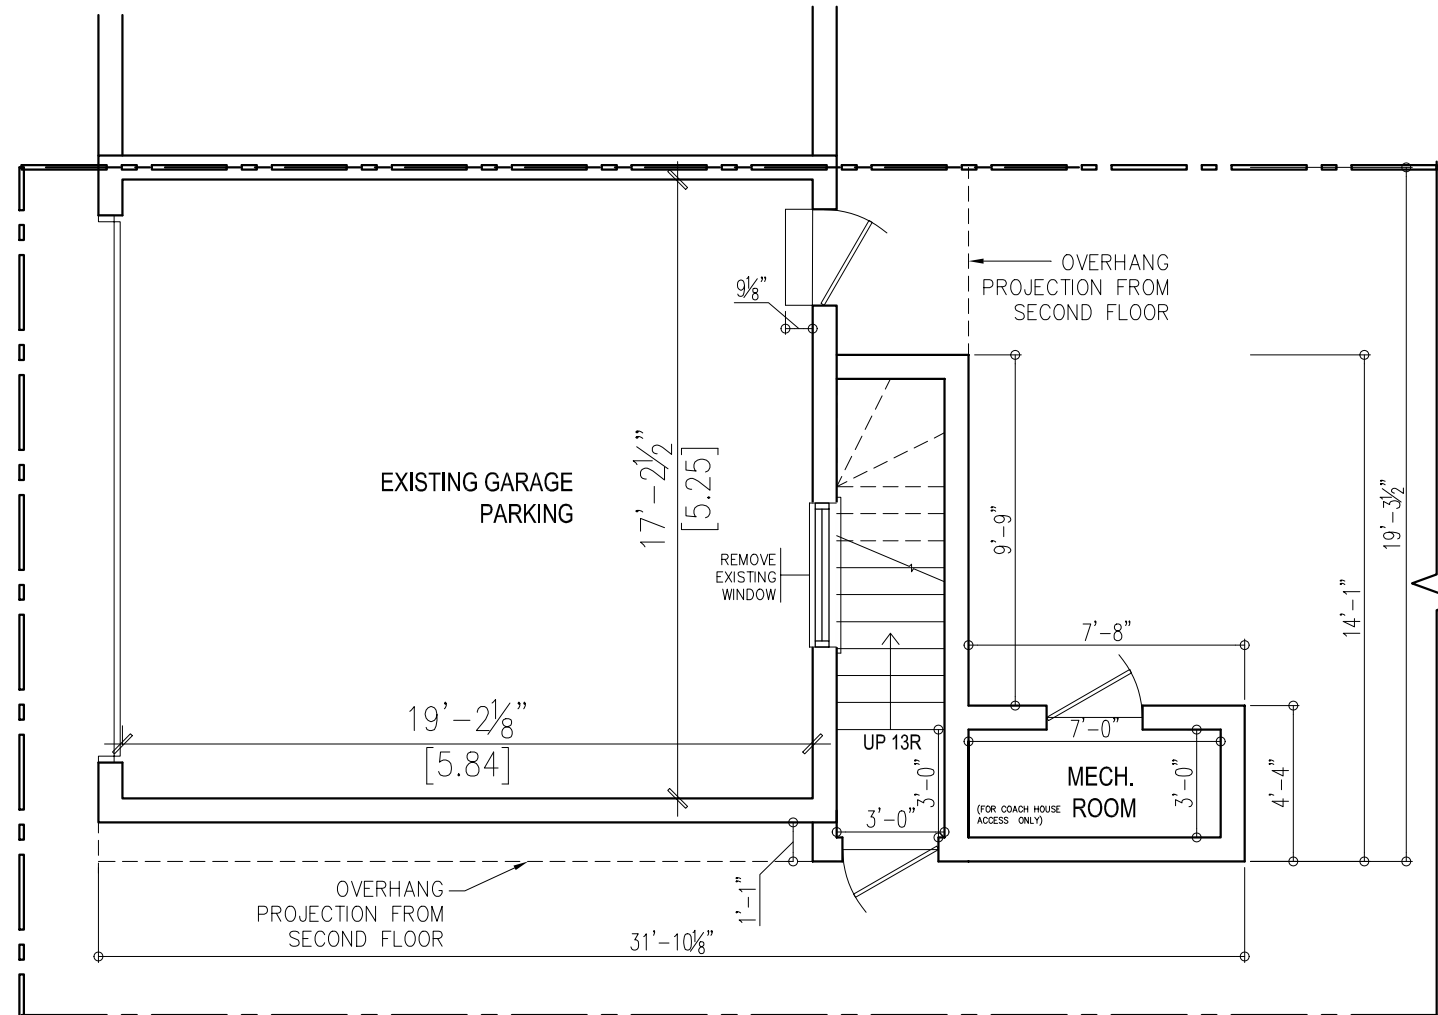 OVERHANG
PROJECTION FROM
SECOND FLOOR
9⅛"
EXISTING GARAGE
PARKING
17'-2½"
[5.25]
REMOVE
EXISTING
WINDOW
9'-9"
19'-3½"
14'-1"
7'-8"
19'-2⅛"
[5.84]
UP 13R
7'-0"
MECH.
ROOM
(FOR COACH HOUSE
ACCESS ONLY)
3'-0"
3'-0"
3'-0"
4'-4"
1'-1"
OVERHANG
PROJECTION FROM
SECOND FLOOR
31'-10⅛"